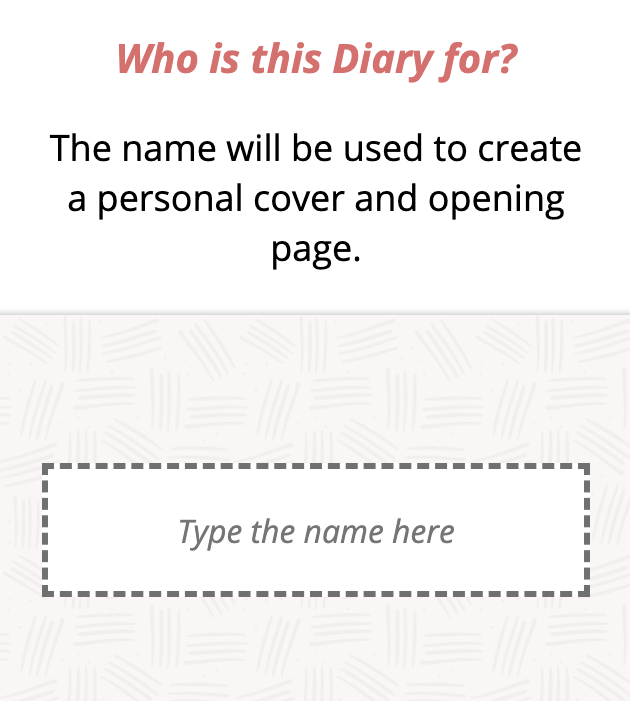 Who is this Diary for?
The name will be used to create
a personal cover and opening
page.
Type the name here